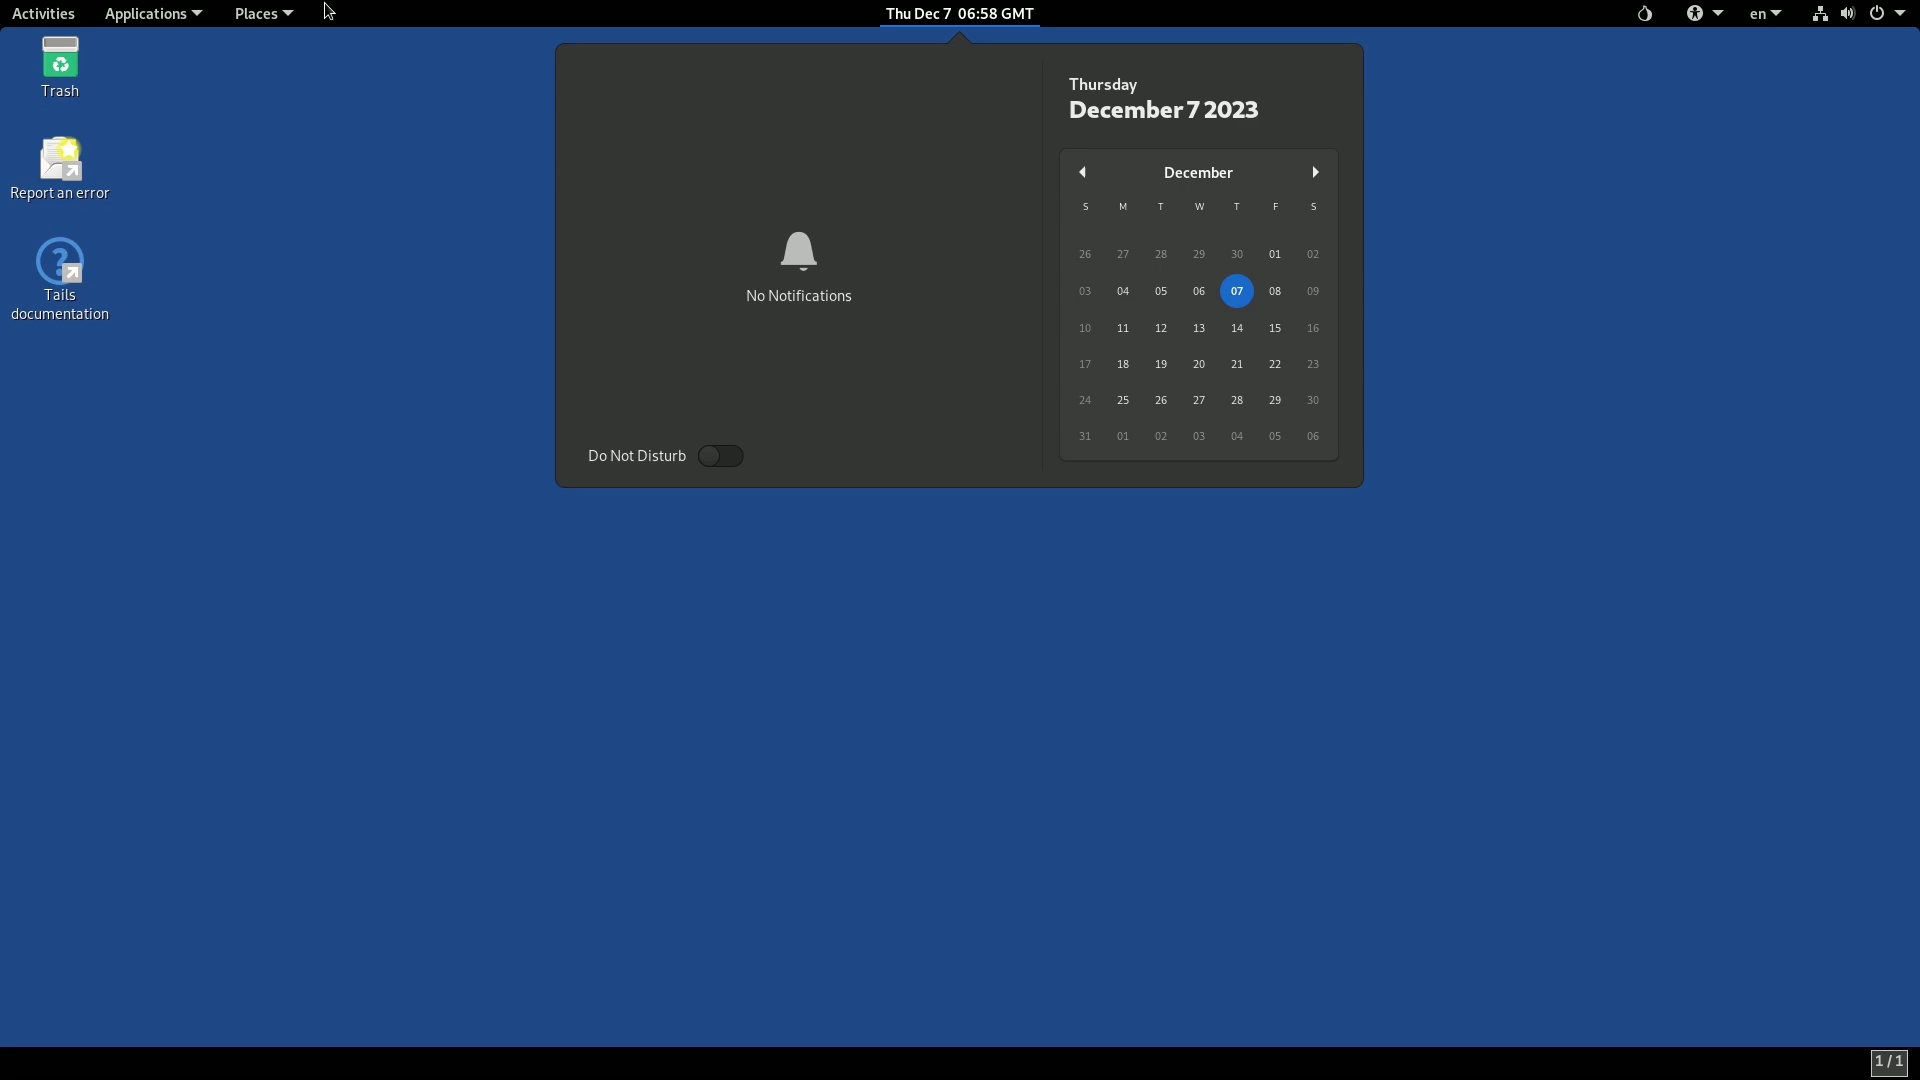 Activities Applications Places Thu Dec 7 06:58 GMT en
Trash
Report an error
Tails
documentation
No Notifications
Do Not Disturb
Thursday
December 7 2023
December
S M T W T F S
26 27 28 29 30 01 02
03 04 05 06 07 08 09
10 11 12 13 14 15 16
17 18 19 20 21 22 23
24 25 26 27 28 29 30
31 01 02 03 04 05 06
1 / 1